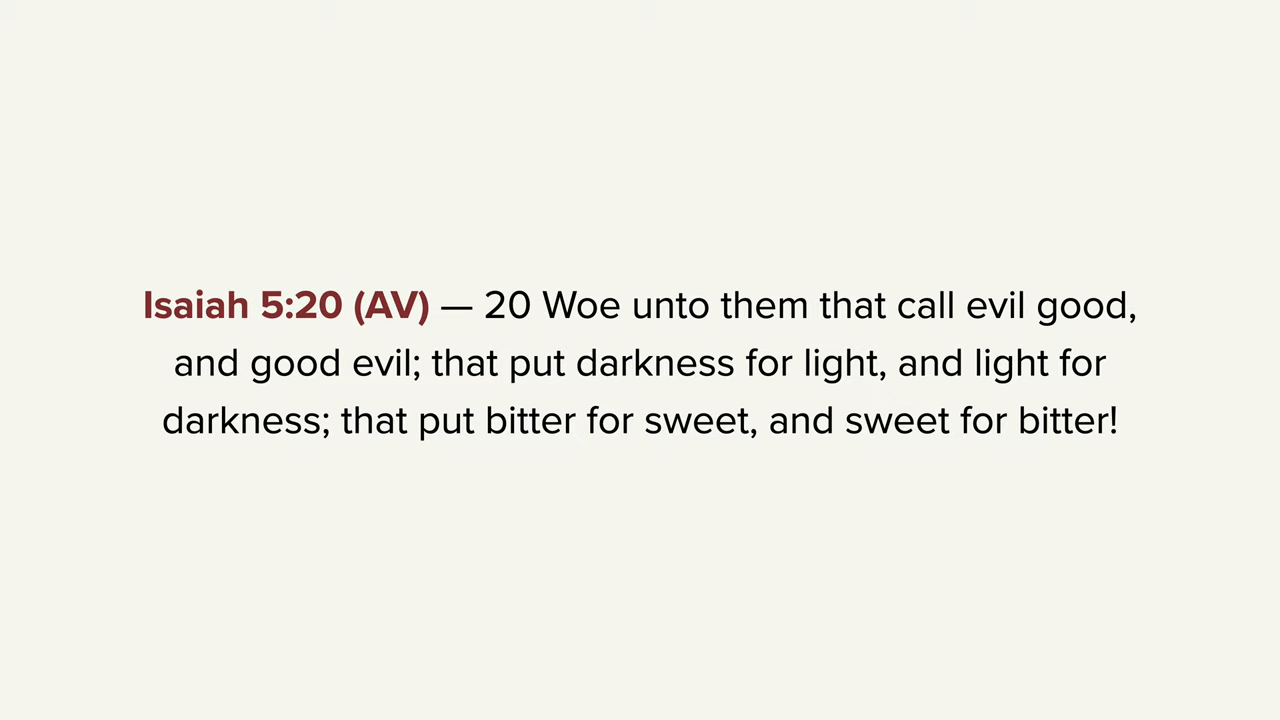 Isaiah 5:20 (AV) — 20 Woe unto them that call evil good,
and good evil; that put darkness for light, and light for
darkness; that put bitter for sweet, and sweet for bitter!